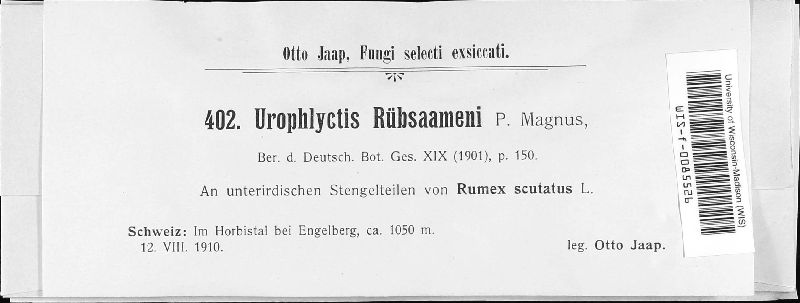 Otto Jaap, Fungi selecti exsiccati.
402. Urophlyctis Rübsaameni P. Magnus,
Ber. d. Deutsch. Bot. Ges. XIX (1901), p. 150.
An unterirdischen Stengelteilen von Rumex scutatus L.
Schweiz: Im Horbistal bei Engelberg, ca. 1050 m.
12. VIII. 1910.
leg. Otto Jaap.
University of Wisconsin-Madison (WIS)
WIS-f-0085526